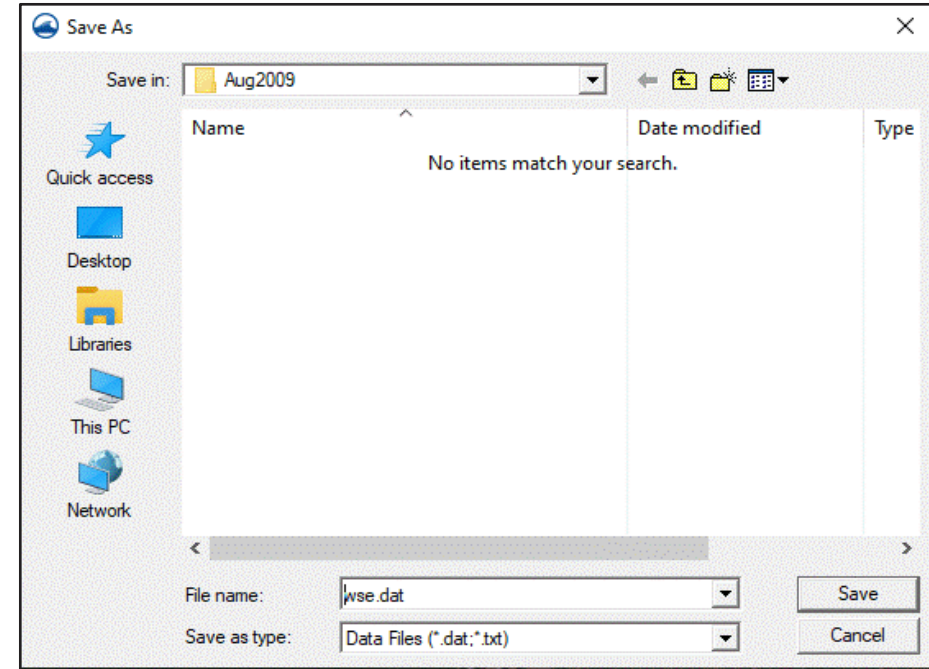 Save As
Save in: Aug2009
Name Date modified Type
No items match your search.
Quick access
Desktop
Libraries
This PC
Network
File name: wse.dat Save
Save as type: Data Files (*.dat;*.txt) Cancel